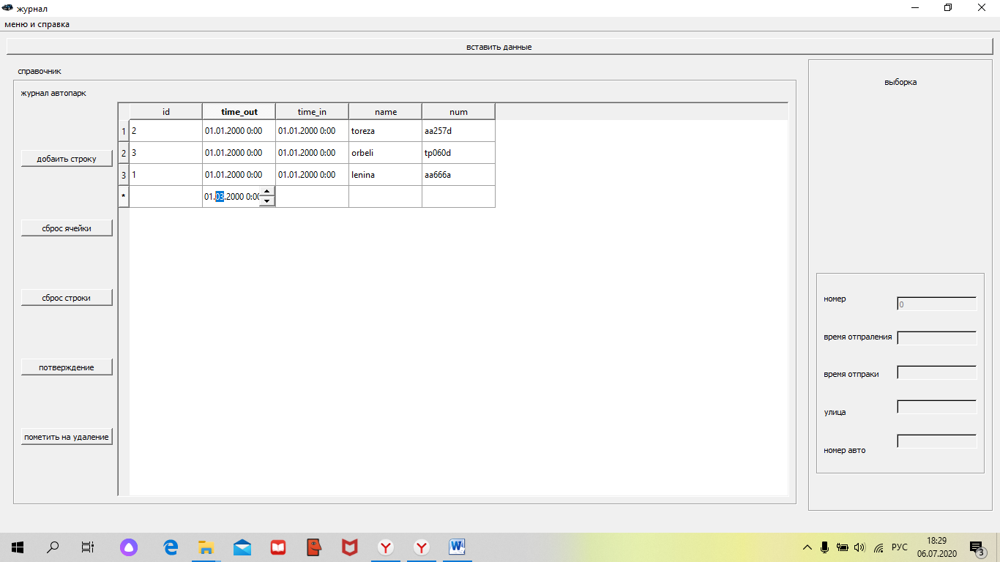 журнал
меню и справка
вставить данные
справочник
журнал автопарк
id time_out time_in name num
1 2 01.01.2000 0:00 01.01.2000 0:00 toreza aa257d
2 3 01.01.2000 0:00 01.01.2000 0:00 orbeli tp060d
3 1 01.01.2000 0:00 01.01.2000 0:00 lenina aa666a
* 01.03.2000 0:00
добаить строку
сброс ячейки
сброс строки
потверждение
пометить на удаление
выборка
номер 0
время отпраления
время отпраки
улица
номер авто
РУС
18:29
06.07.2020
3